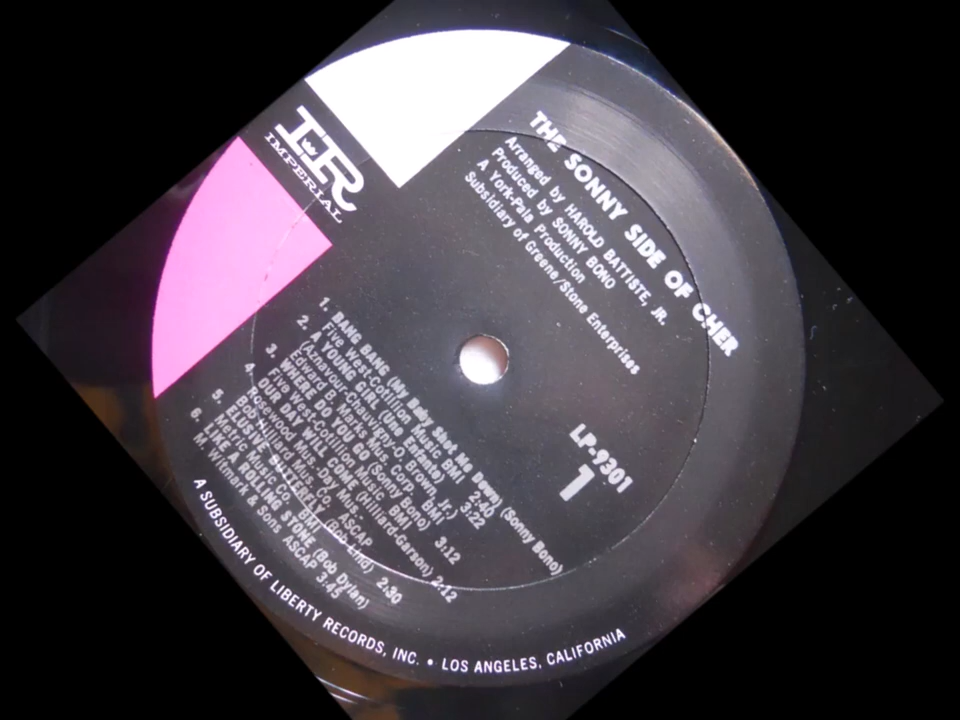 IR
IMPERIAL
THE SONNY SIDE OF CHER
Arranged by HAROLD BATTISTE, JR.
Produced by SONNY BONO
A York-Pala Production
Subsidiary of Greene/Stone Enterprises
LP-9301
1
1. BANG BANG (My Baby Shot Me Down) (Sonny Bono)
Five West-Cotillion Music BMI 2:40
2. A YOUNG GIRL (Une Enfante) 3:22
(Aznavour-Chauvigny-O. Brown, Jr.)
Edward B. Marks Mus. Corp. BMI
3. WHERE DO YOU GO (Sonny Bono) 3:12
Five West-Cotillion Music BMI
4. OUR DAY WILL COME (Hilliard-Garson) 2:12
Rosewood Mus.-Day Mus.-
Bob Hilliard Mus. Co. ASCAP
5. ELUSIVE BUTTERFLY (Bob Lind) 2:30
Metric Music Co. BMI
6. LIKE A ROLLING STONE (Bob Dylan)
M Witmark & Sons ASCAP 3:45
A SUBSIDIARY OF LIBERTY RECORDS, INC. • LOS ANGELES, CALIFORNIA